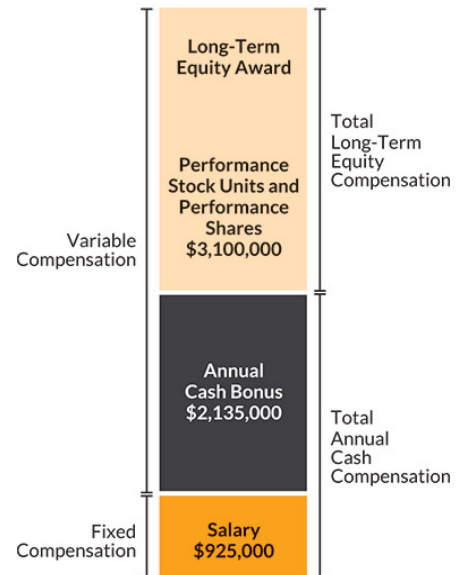 Long-Term
Equity Award
Total
Long-Term
Equity
Compensation
Performance
Stock Units and
Performance
Shares
$3,100,000
Variable
Compensation
Annual
Cash Bonus
$2,135,000
Total
Annual
Cash
Compensation
Fixed
Compensation
Salary
$925,000